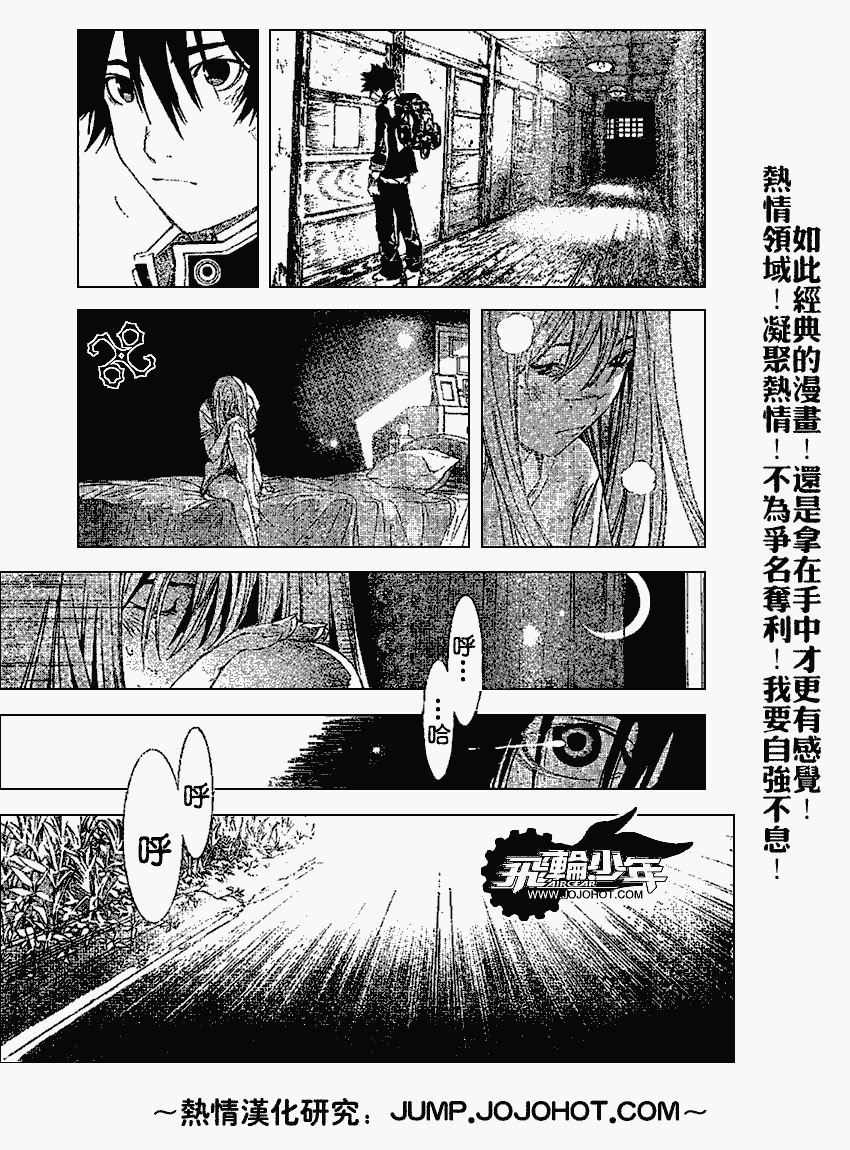 如此經典的漫畫！還是拿在手中才更有感覺！
熱情領域！凝聚熱情！不為爭名奪利！我要自強不息！
呼…
…哈
呼
呼
飛輪少年
AIRGEAR
WWW.JOJOHOT.COM
～熱情漢化研究：JUMP.JOJOHOT.COM～